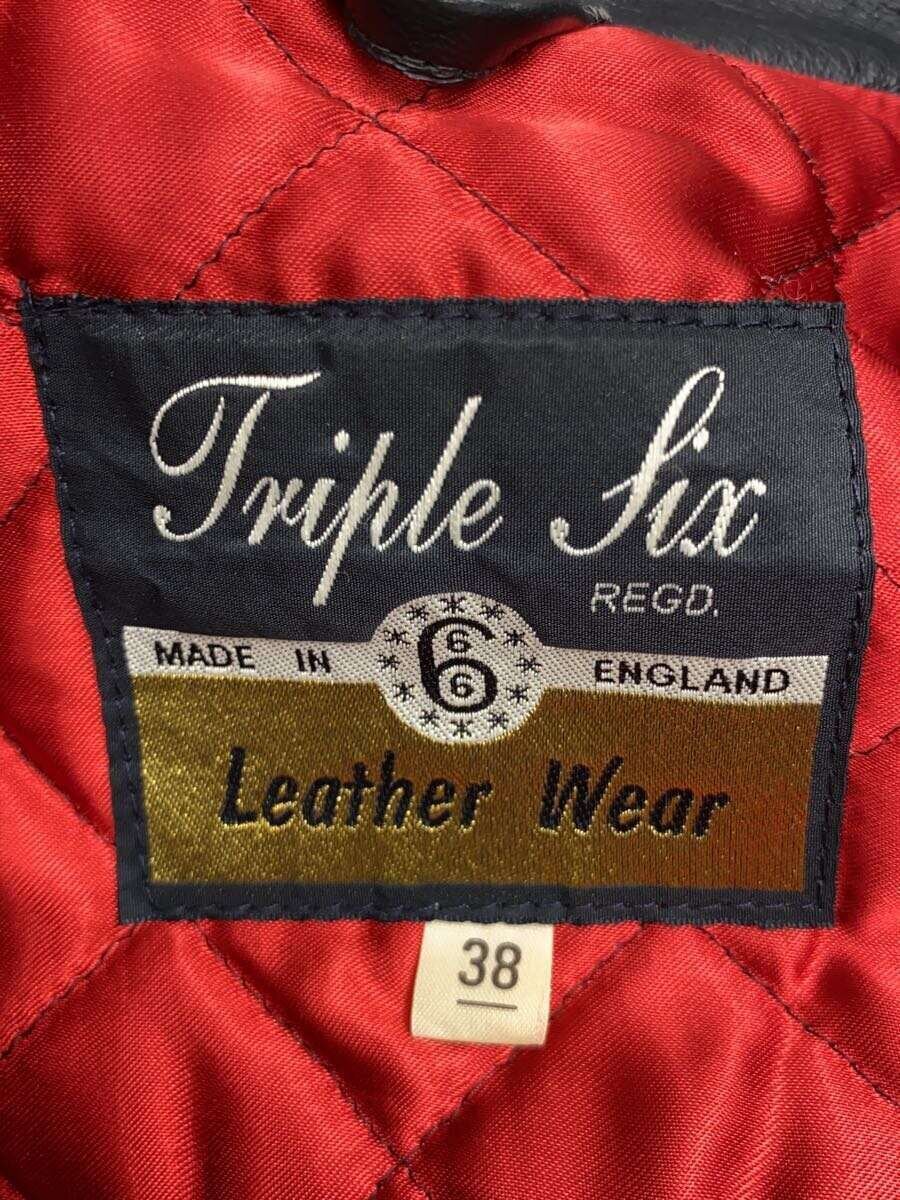 Triple Six
REGD.
MADE IN 666 ENGLAND
Leather Wear
38